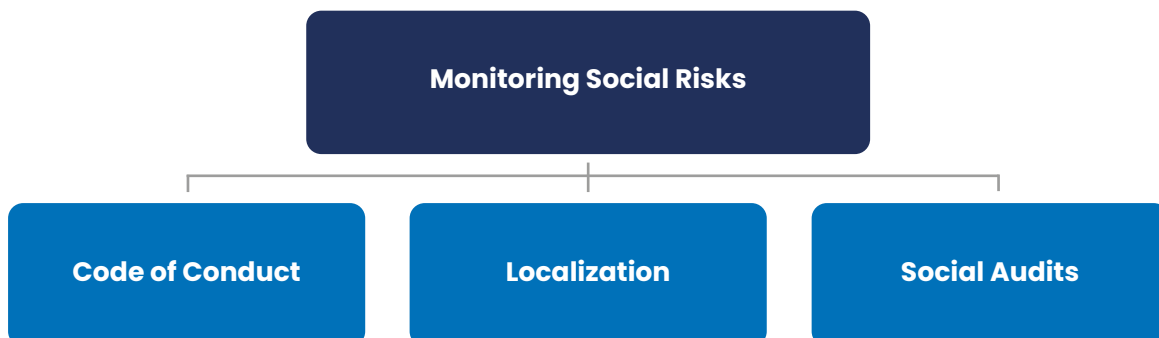 Monitoring Social Risks
Code of Conduct
Localization
Social Audits